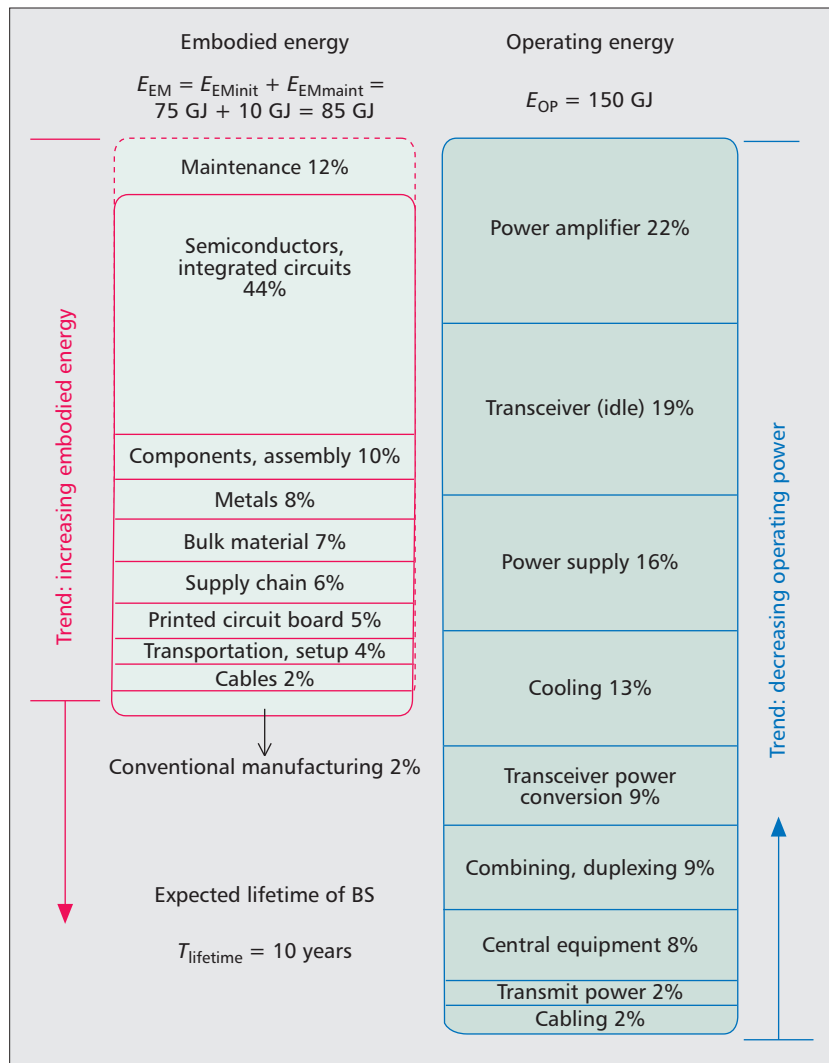 Embodied energy
E_EM = E_EMinit + E_EMmaint =
75 GJ + 10 GJ = 85 GJ
Maintenance 12%
Semiconductors,
integrated circuits
44%
Components, assembly 10%
Metals 8%
Bulk material 7%
Supply chain 6%
Printed circuit board 5%
Transportation, setup 4%
Cables 2%
Conventional manufacturing 2%
Trend: increasing embodied energy
Expected lifetime of BS
T_lifetime = 10 years
Operating energy
E_OP = 150 GJ
Power amplifier 22%
Transceiver (idle) 19%
Power supply 16%
Cooling 13%
Transceiver power
conversion 9%
Combining, duplexing 9%
Central equipment 8%
Transmit power 2%
Cabling 2%
Trend: decreasing operating power